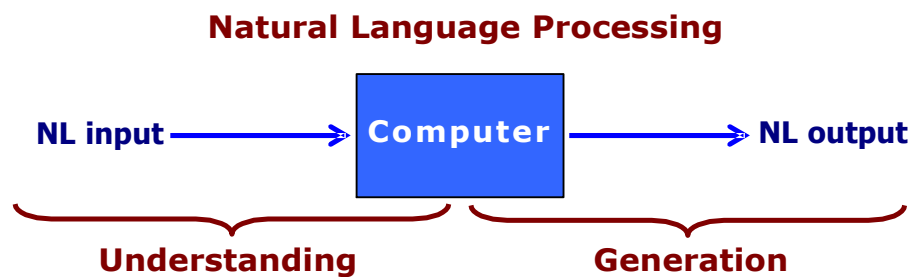 Natural Language Processing
NL input
Computer
NL output
Understanding
Generation